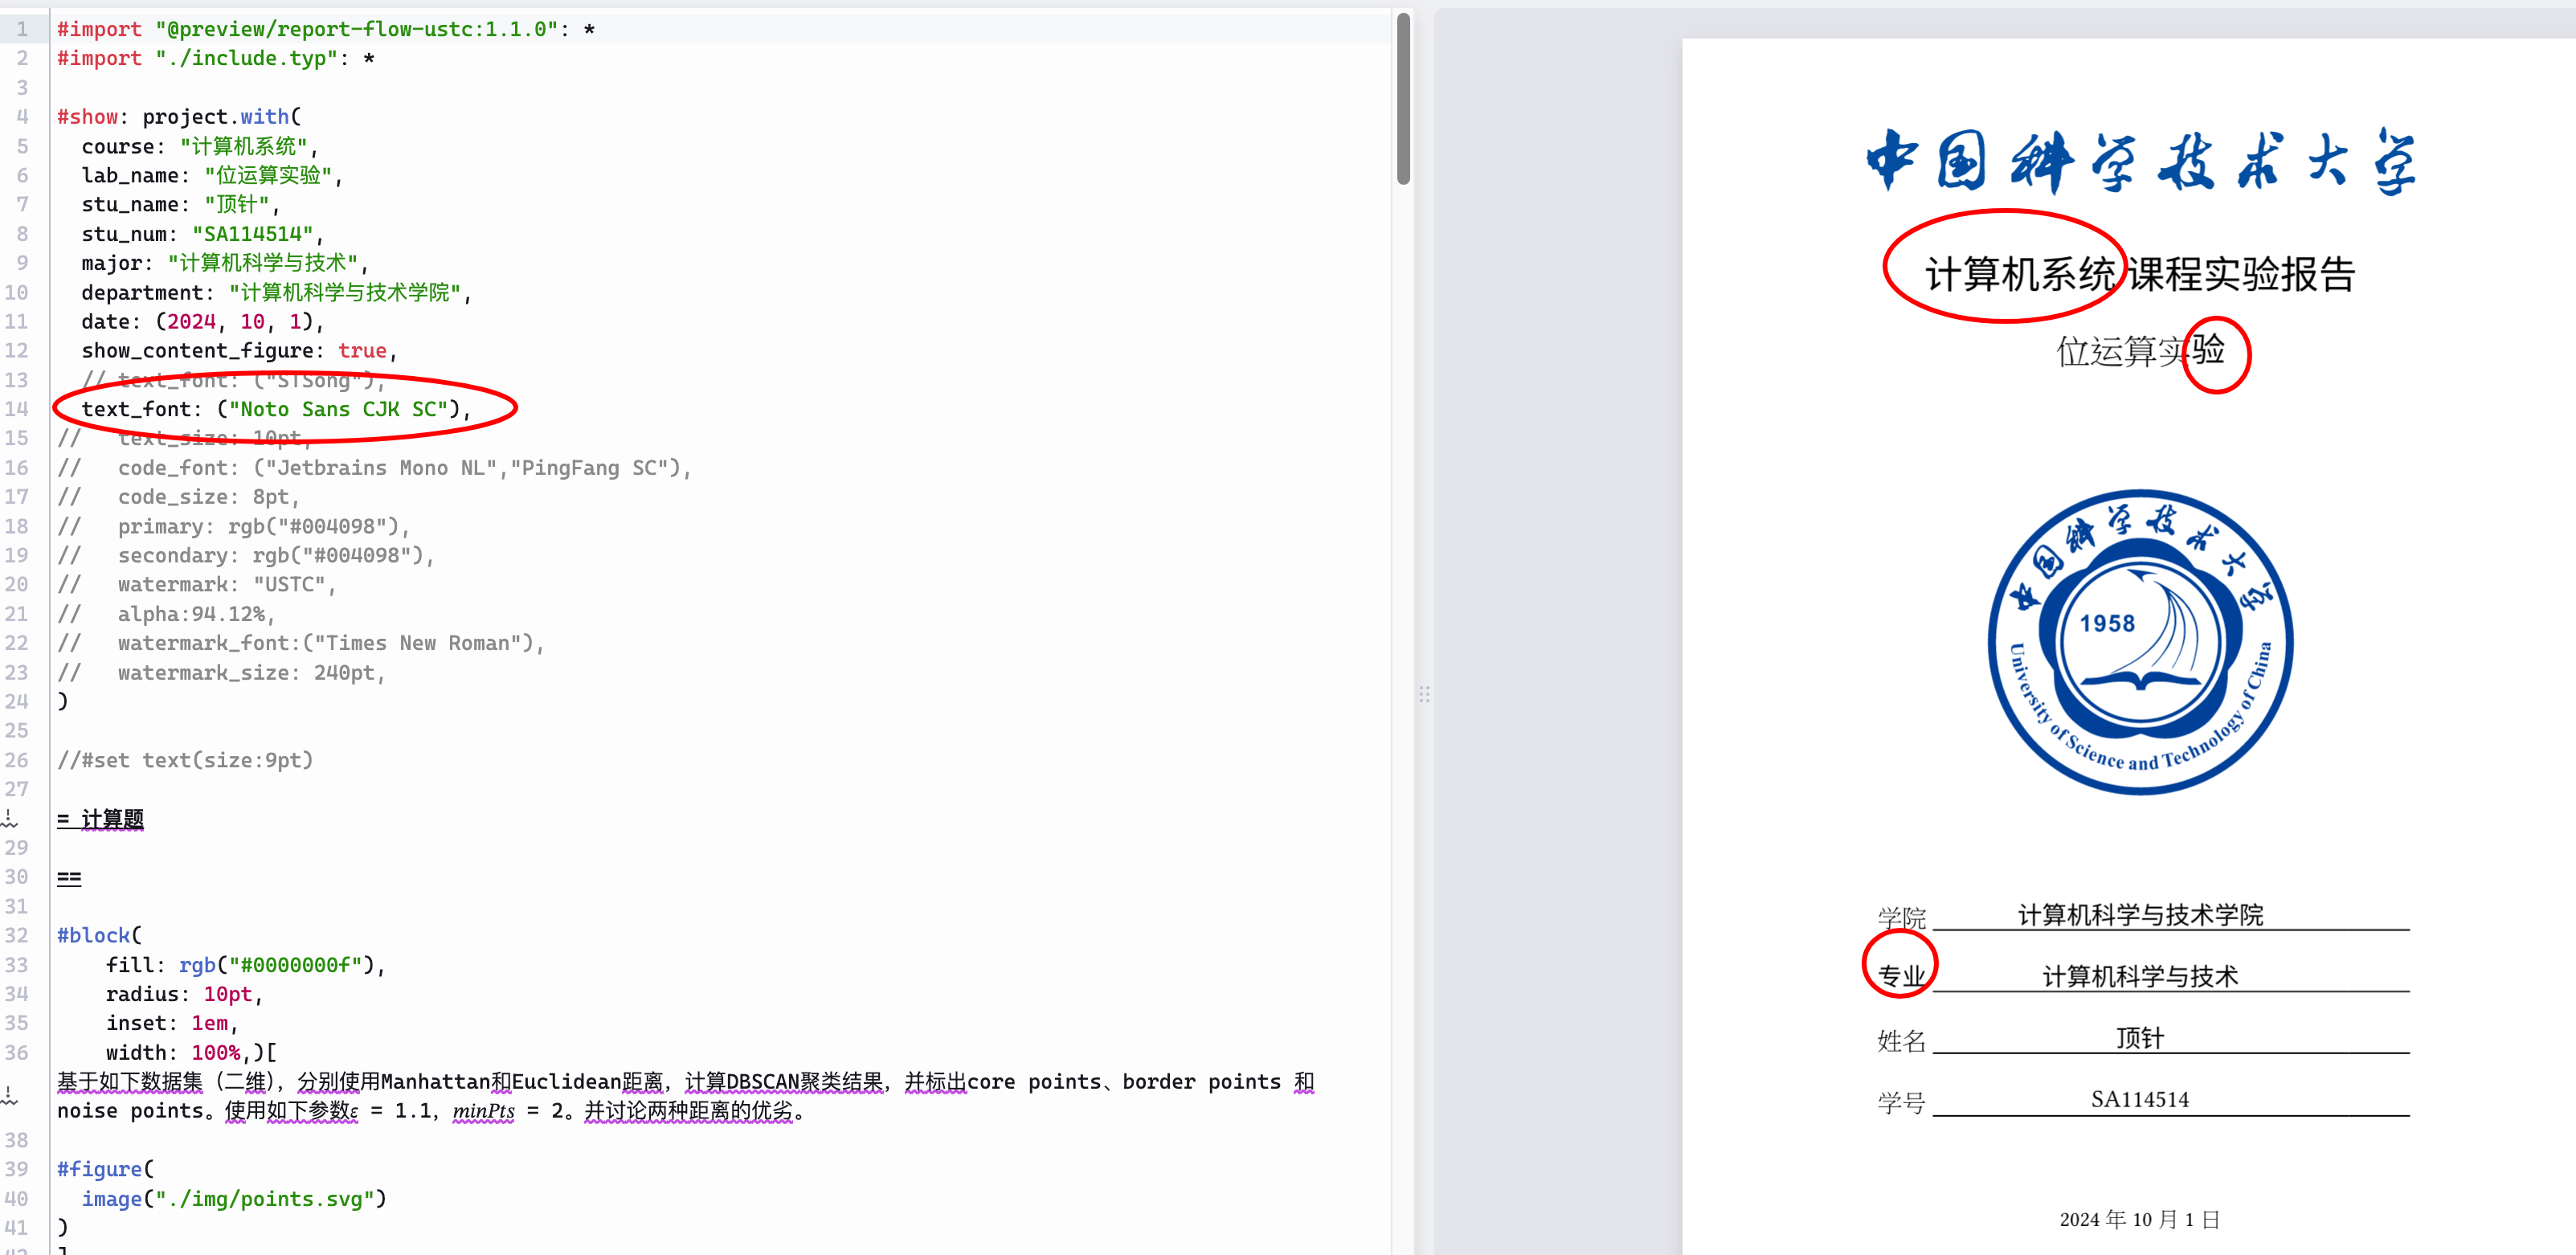 1 #import "@preview/report-flow-ustc:1.1.0": *
2 #import "./include.typ": *
3
4 #show: project.with(
5 course: "计算机系统",
6 lab_name: "位运算实验",
7 stu_name: "顶针",
8 stu_num: "SA114514",
9 major: "计算机科学与技术",
10 department: "计算机科学与技术学院",
11 date: (2024, 10, 1),
12 show_content_figure: true,
13 // text_font: ("STSong"),
14 text_font: ("Noto Sans CJK SC"),
15 // text_size: 10pt,
16 // code_font: ("Jetbrains Mono NL","PingFang SC"),
17 // code_size: 8pt,
18 // primary: rgb("#004098"),
19 // secondary: rgb("#004098"),
20 // watermark: "USTC",
21 // alpha:94.12%,
22 // watermark_font:("Times New Roman"),
23 // watermark_size: 240pt,
24 )
25
26 //#set text(size:9pt)
27
= 计算题
29
30 ==
31
32 #block(
33 fill: rgb("#0000000f"),
34 radius: 10pt,
35 inset: 1em,
36 width: 100%,)[
基于如下数据集（二维），分别使用Manhattan和Euclidean距离，计算DBSCAN聚类结果，并标出core points、border points 和
noise points。使用如下参数ε = 1.1，minPts = 2。并讨论两种距离的优劣。
38
39 #figure(
40 image("./img/points.svg")
41 )
中国科学技术大学
计算机系统 课程实验报告
位运算实验
中国科学技术大学
1958
University of Science and Technology of China
学院 计算机科学与技术学院
专业 计算机科学与技术
姓名 顶针
学号 SA114514
2024 年 10 月 1 日